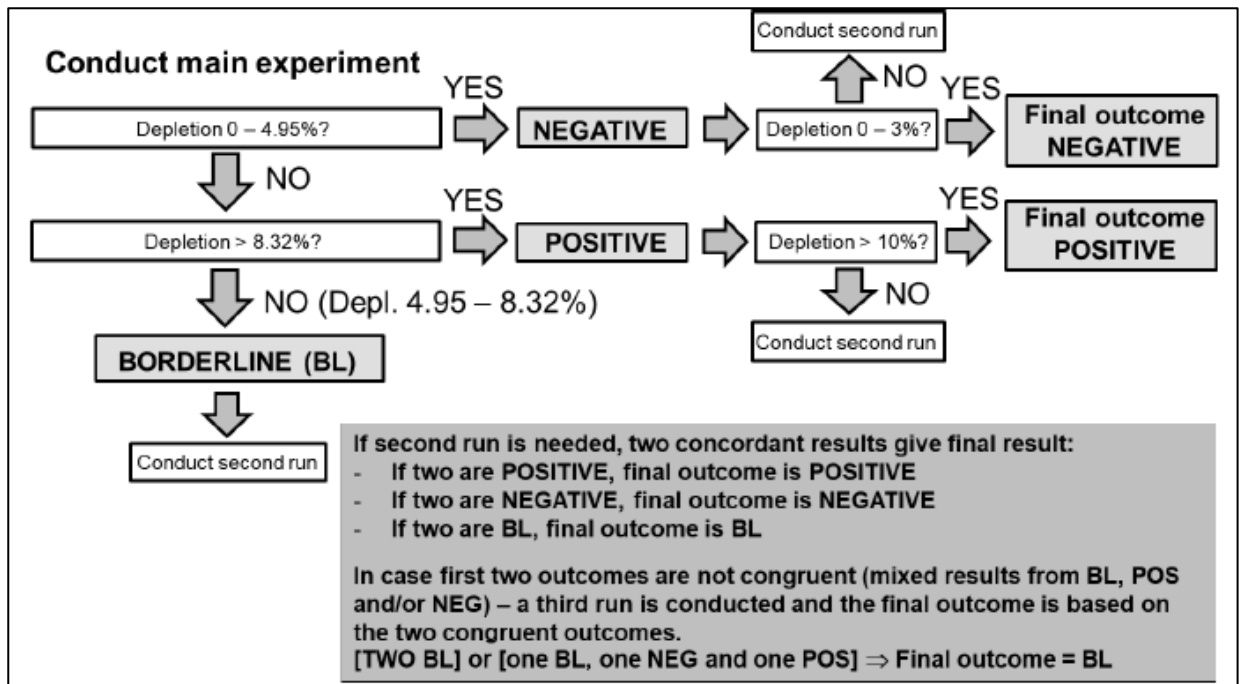 Conduct second run
Conduct main experiment
YES
NO
YES
Depletion 0 – 4.95%?
NEGATIVE
Depletion 0 – 3%?
Final outcome
NEGATIVE
NO
YES
YES
Depletion > 8.32%?
POSITIVE
Depletion > 10%?
Final outcome
POSITIVE
NO (Depl. 4.95 – 8.32%)
NO
BORDERLINE (BL)
Conduct second run
Conduct second run
If second run is needed, two concordant results give final result:
- If two are POSITIVE, final outcome is POSITIVE
- If two are NEGATIVE, final outcome is NEGATIVE
- If two are BL, final outcome is BL
In case first two outcomes are not congruent (mixed results from BL, POS
and/or NEG) – a third run is conducted and the final outcome is based on
the two congruent outcomes.
[TWO BL] or [one BL, one NEG and one POS] ⇒ Final outcome = BL